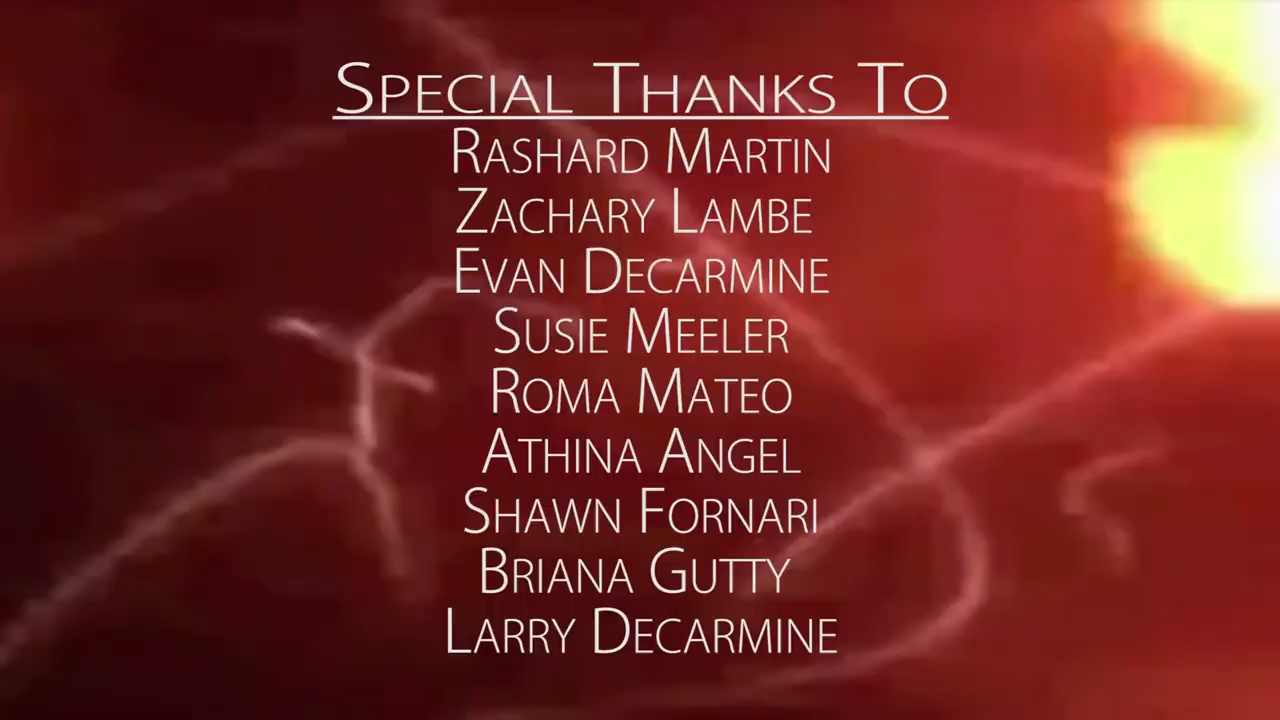 Special Thanks To
Rashard Martin
Zachary Lambe
Evan Decarmine
Susie Meeler
Roma Mateo
Athina Angel
Shawn Fornari
Briana Gutty
Larry Decarmine